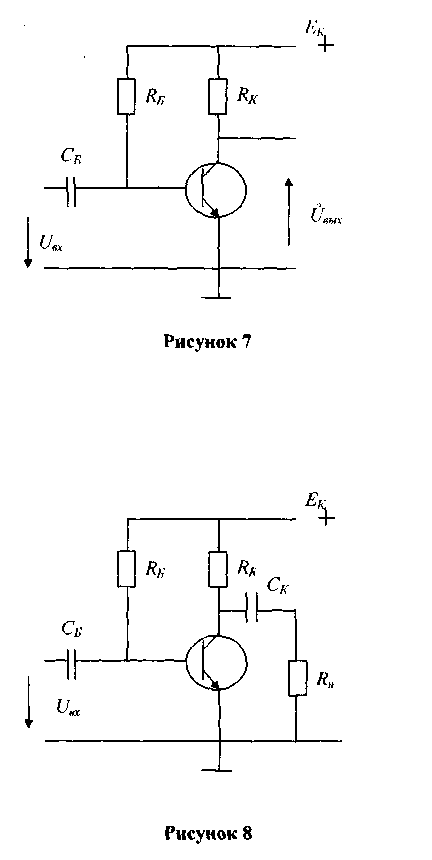 E_К
+
R_Б
R_К
C_Б
U_вх
U_вых
Рисунок 7
E_К
+
R_Б
R_К
C_К
C_Б
R_н
U_вх
Рисунок 8